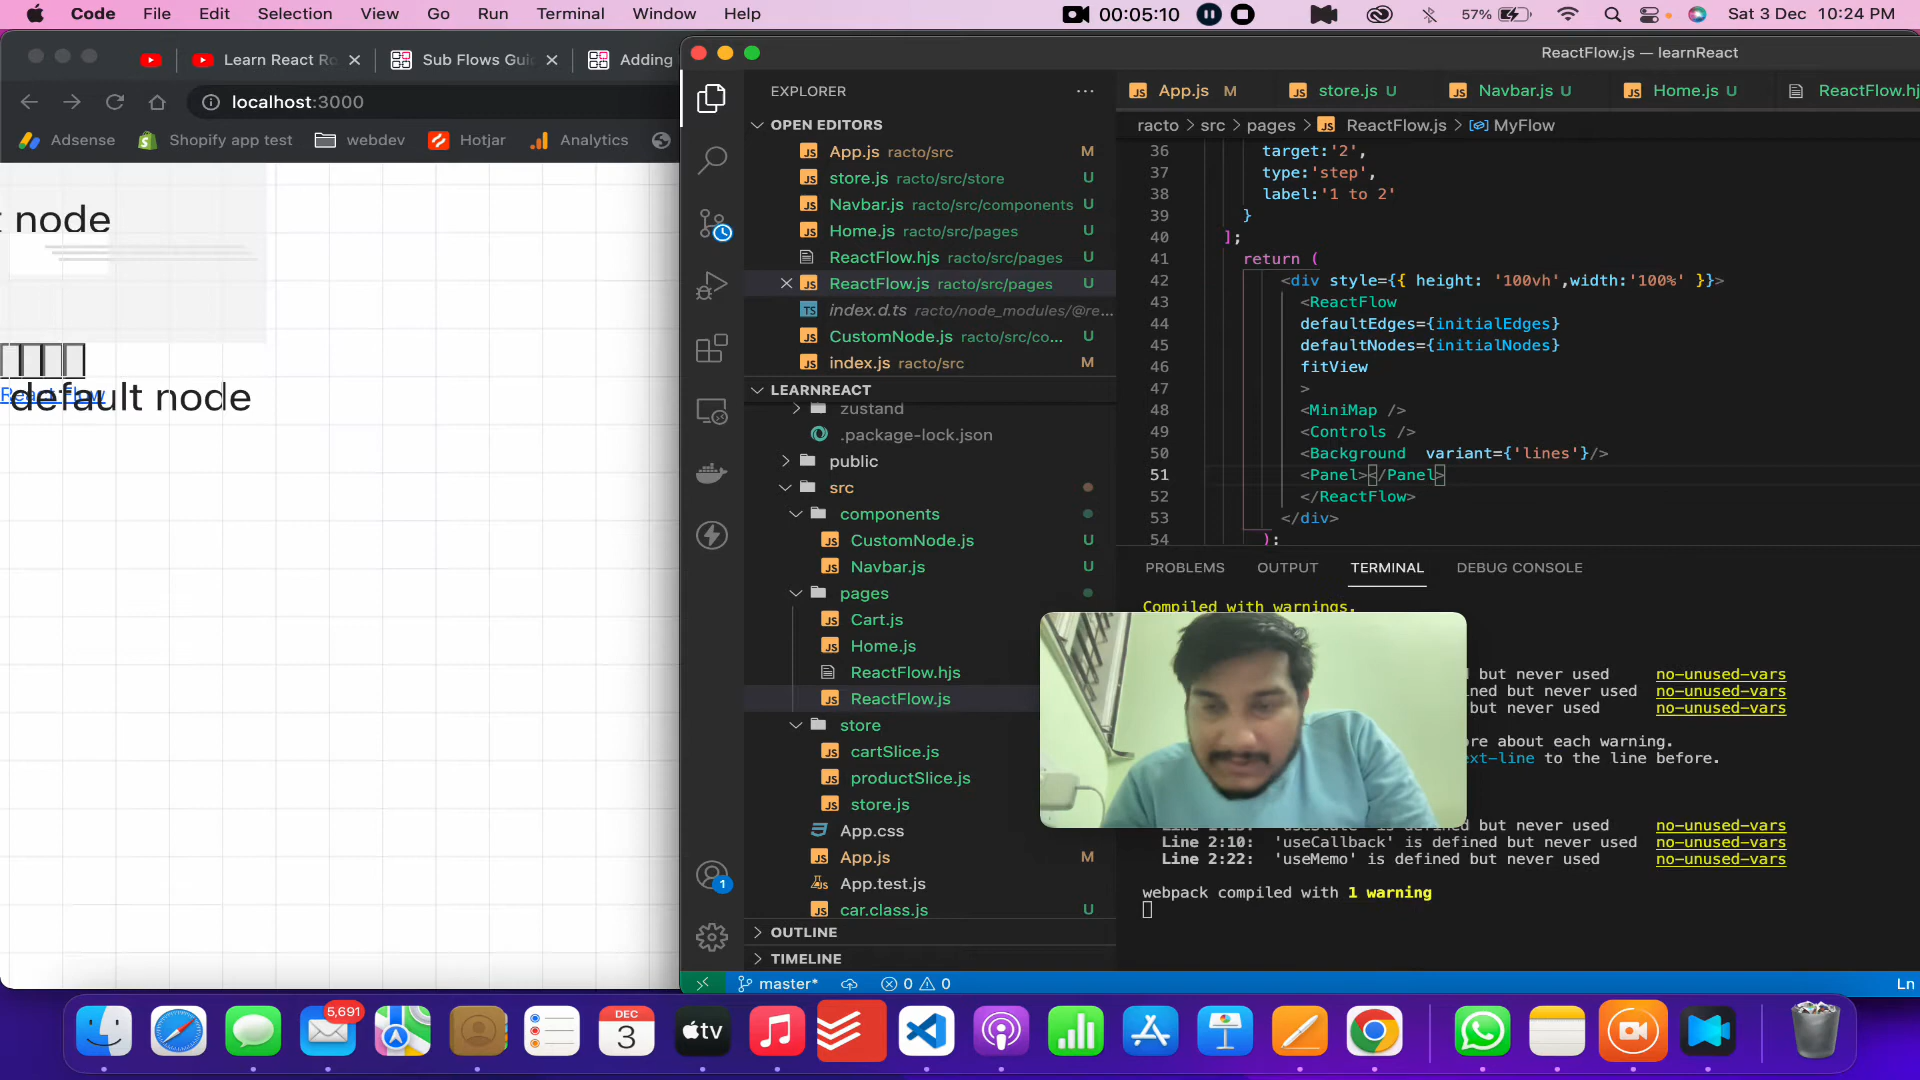 Code File Edit Selection View Go Run Terminal Window Help 00:05:10 57% Sat 3 Dec 10:24 PM
Learn React Ro Sub Flows Gui Adding
localhost:3000
Adsense Shopify app test webdev Hotjar Analytics
node
React Flow
default node
ReactFlow.js — learnReact
EXPLORER
OPEN EDITORS
App.js racto/src M
store.js racto/src/store U
Navbar.js racto/src/components U
Home.js racto/src/pages U
ReactFlow.hjs racto/src/pages U
ReactFlow.js racto/src/pages U
index.d.ts racto/node_modules/@re...
CustomNode.js racto/src/co... U
index.js racto/src M
LEARNREACT
zustand
.package-lock.json
public
src
components
CustomNode.js U
Navbar.js U
pages
Cart.js
Home.js
ReactFlow.hjs
ReactFlow.js
store
cartSlice.js
productSlice.js
store.js
App.css
App.js M
App.test.js
car.class.js U
OUTLINE
TIMELINE
App.js M store.js U Navbar.js U Home.js U ReactFlow.hj
racto > src > pages > ReactFlow.js > MyFlow
36 target:'2',
37 type:'step',
38 label:'1 to 2'
39 }
40 ];
41 return (
42 <div style={{ height: '100vh',width:'100%' }}>
43 <ReactFlow
44 defaultEdges={initialEdges}
45 defaultNodes={initialNodes}
46 fitView
47 >
48 <MiniMap />
49 <Controls />
50 <Background variant={'lines'}/>
51 <Panel></Panel>
52 </ReactFlow>
53 </div>
54 );
PROBLEMS OUTPUT TERMINAL DEBUG CONSOLE
Compiled with warnings.
d but never used no-unused-vars
ined but never used no-unused-vars
but never used no-unused-vars
ore about each warning.
ext-line to the line before.
but never used no-unused-vars
Line 2:10: 'useCallback' is defined but never used no-unused-vars
Line 2:22: 'useMemo' is defined but never used no-unused-vars
webpack compiled with 1 warning
1
master* 0 0 Ln
5,691
DEC
3
tv